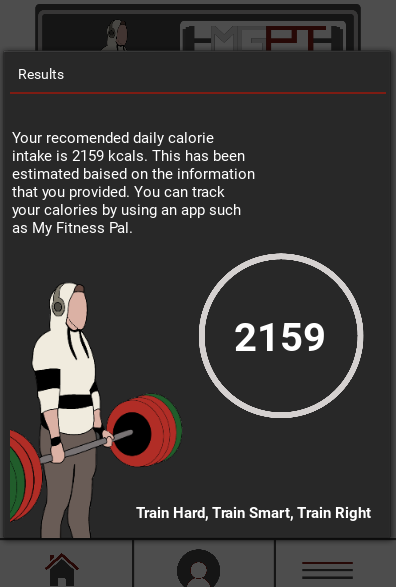 MGPT
Results
Your recomended daily calorie
intake is 2159 kcals. This has been
estimated baised on the information
that you provided. You can track
your calories by using an app such
as My Fitness Pal.
2159
Train Hard, Train Smart, Train Right